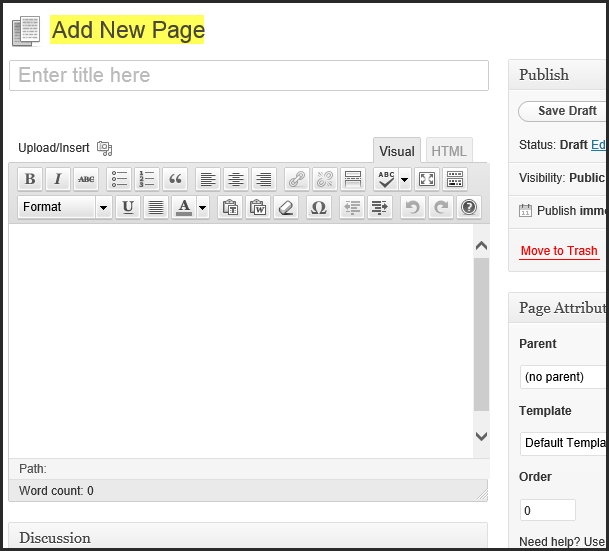 Add New Page
Enter title here
Upload/Insert
Visual
HTML
B I ABC
ABC
Format
U
A
Ω
Path:
Word count: 0
Discussion
Publish
Save Draft
Status: Draft Ed
Visibility: Public
Publish imme
Move to Trash
Page Attribut
Parent
(no parent)
Template
Default Templa
Order
0
Need help? Use